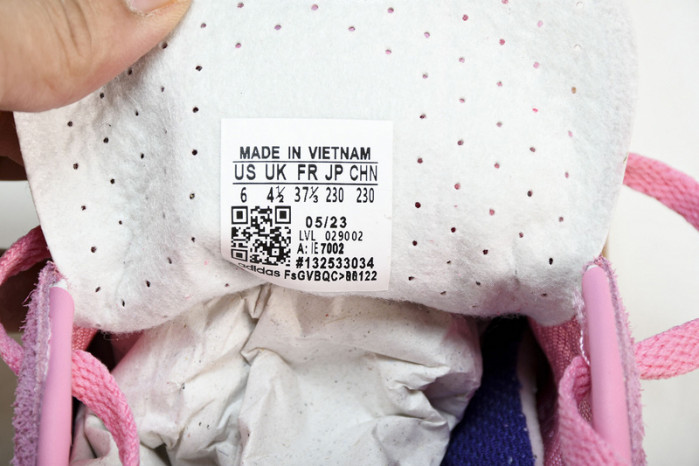 MADE IN VIETNAM
US UK FR JP CHN
6 4½ 37⅓ 230 230
05/23
LVL 029002
A: IE7002
#132533034
adidas FsGVBQC>80122